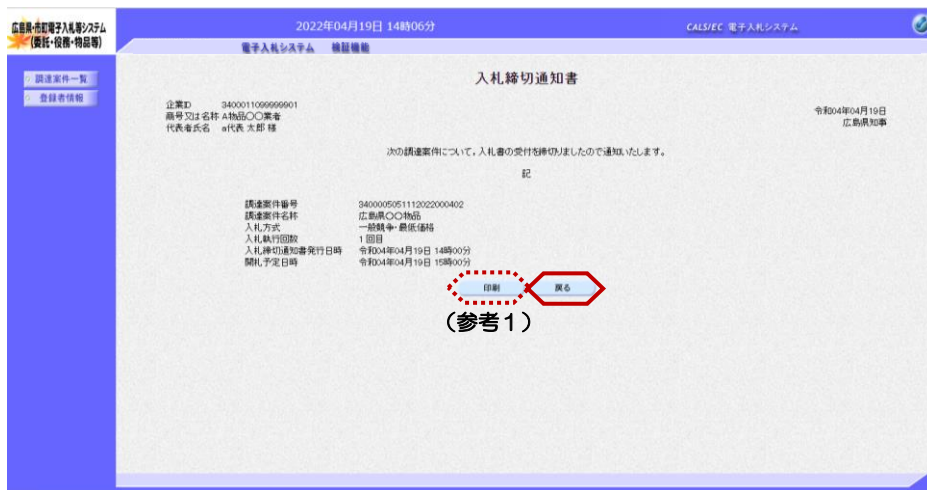 広島県・市町電子入札等システム
(委託・役務・物品等)
2022年04月19日 14時06分
CALS/EC 電子入札システム
電子入札システム 検証機能
調達案件一覧
登録者情報
入札締切通知書
企業ID 3400011099999901
商号又は名称 A物品〇〇業者
代表者氏名 a代表 太郎 様
令和04年04月19日
広島県知事
次の調達案件について，入札書の受付を締切りましたので通知いたします。
記
調達案件番号 3400005051112022000402
調達案件名称 広島県〇〇物品
入札方式 一般競争・最低価格
入札執行回数 1 回目
入札締切通知書発行日時 令和04年04月19日 14時00分
開札予定日時 令和04年04月19日 15時00分
印刷
戻る
（参考１）